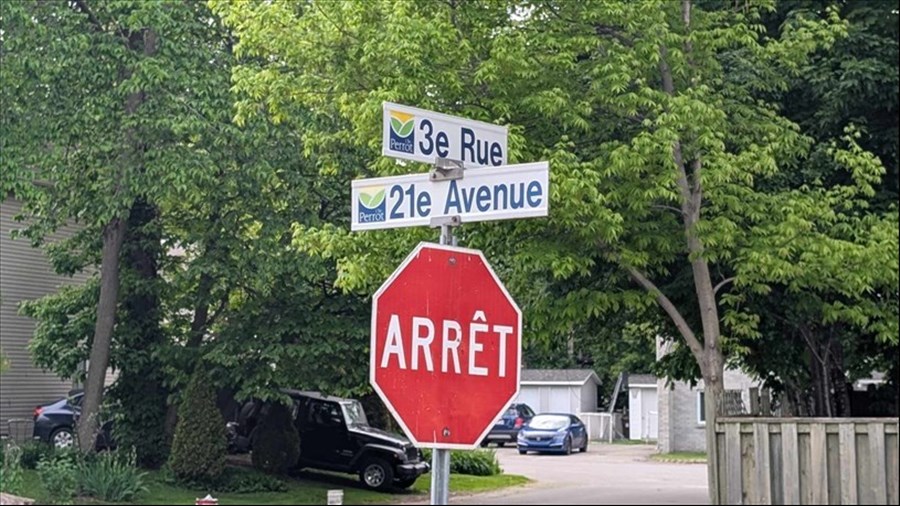 Perrot
3e Rue
Perrot
21e Avenue
ARRÊT